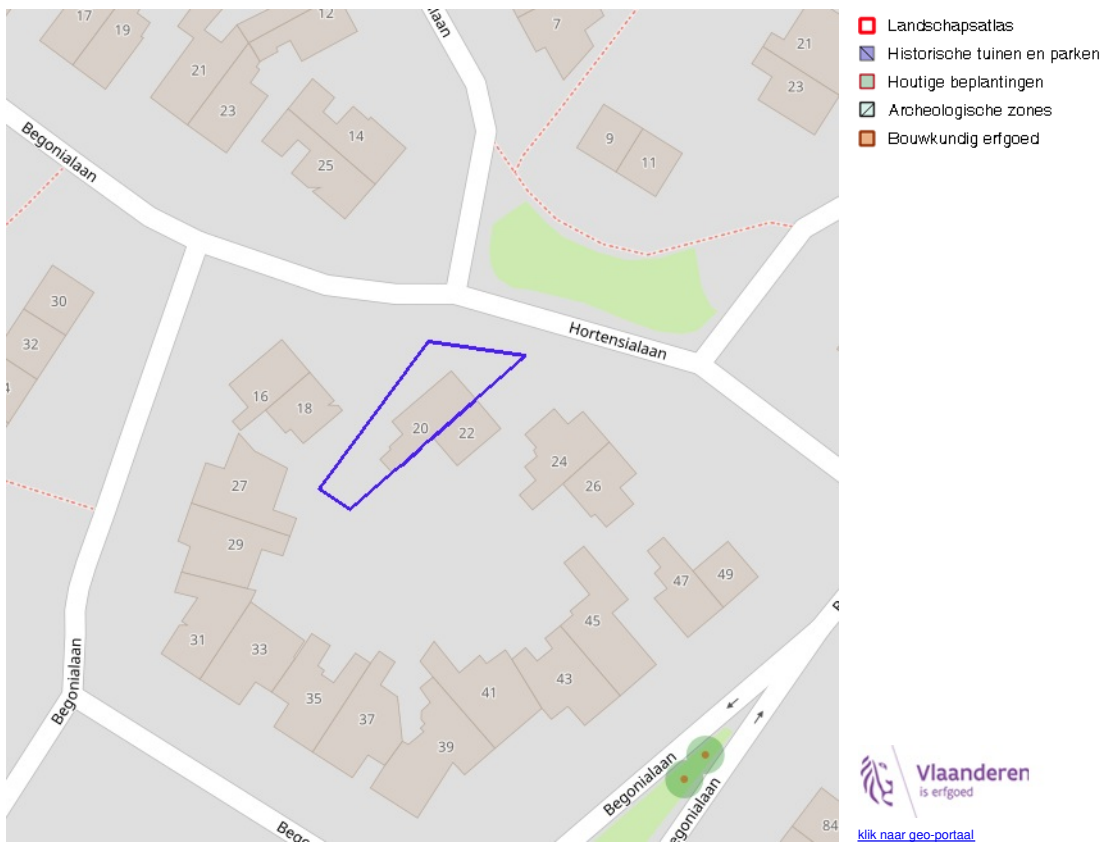 17
19
12
7
21
23
21
23
14
25
9
11
Begonialaan
Hortensialaan
30
32
16
18
20
22
24
26
27
29
31
33
35
37
39
41
43
45
47
49
Begonialaan
Begonialaan
84
Landschapsatlas
Historische tuinen en parken
Houtige beplantingen
Archeologische zones
Bouwkundig erfgoed
Vlaanderen
is erfgoed
klik naar geo-portaal